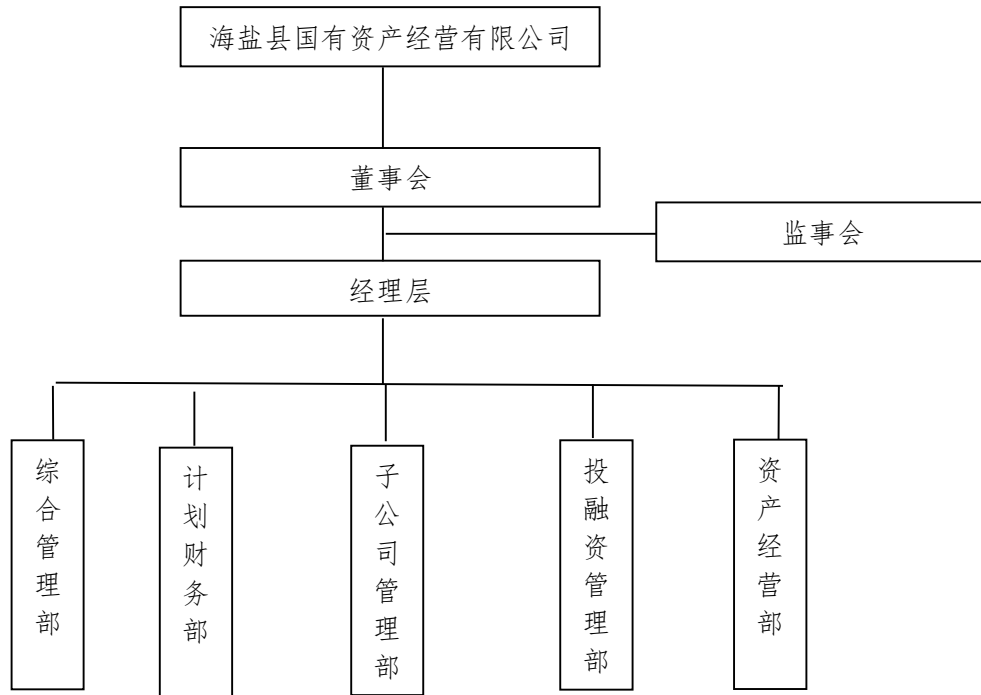 海盐县国有资产经营有限公司
董事会
监事会
经理层
综合管理部
计划财务部
子公司管理部
投融资管理部
资产经营部